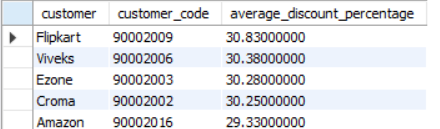 customer customer_code average_discount_percentage
Flipkart 90002009 30.83000000
Viveks 90002006 30.38000000
Ezone 90002003 30.28000000
Croma 90002002 30.25000000
Amazon 90002016 29.33000000